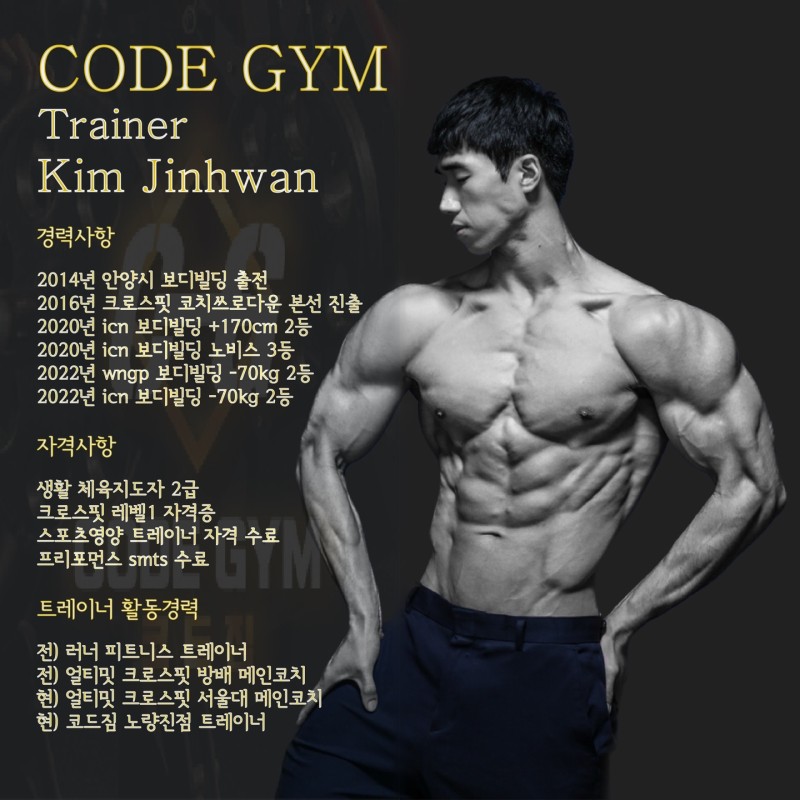 CODE GYM
Trainer
Kim Jinhwan
경력사항
2014년 안양시 보디빌딩 출전
2016년 크로스핏 코치쓰로다운 본선 진출
2020년 icn 보디빌딩 +170cm 2등
2020년 icn 보디빌딩 노비스 3등
2022년 wngp 보디빌딩 -70kg 2등
2022년 icn 보디빌딩 -70kg 2등
자격사항
생활 체육지도자 2급
크로스핏 레벨1 자격증
스포츠영양 트레이너 자격 수료
프리포먼스 smts 수료
CODE GYM
트레이너 활동경력
전) 러너 피트니스 트레이너
전) 얼티밋 크로스핏 방배 메인코치
현) 얼티밋 크로스핏 서울대 메인코치
현) 코드짐 노량진점 트레이너